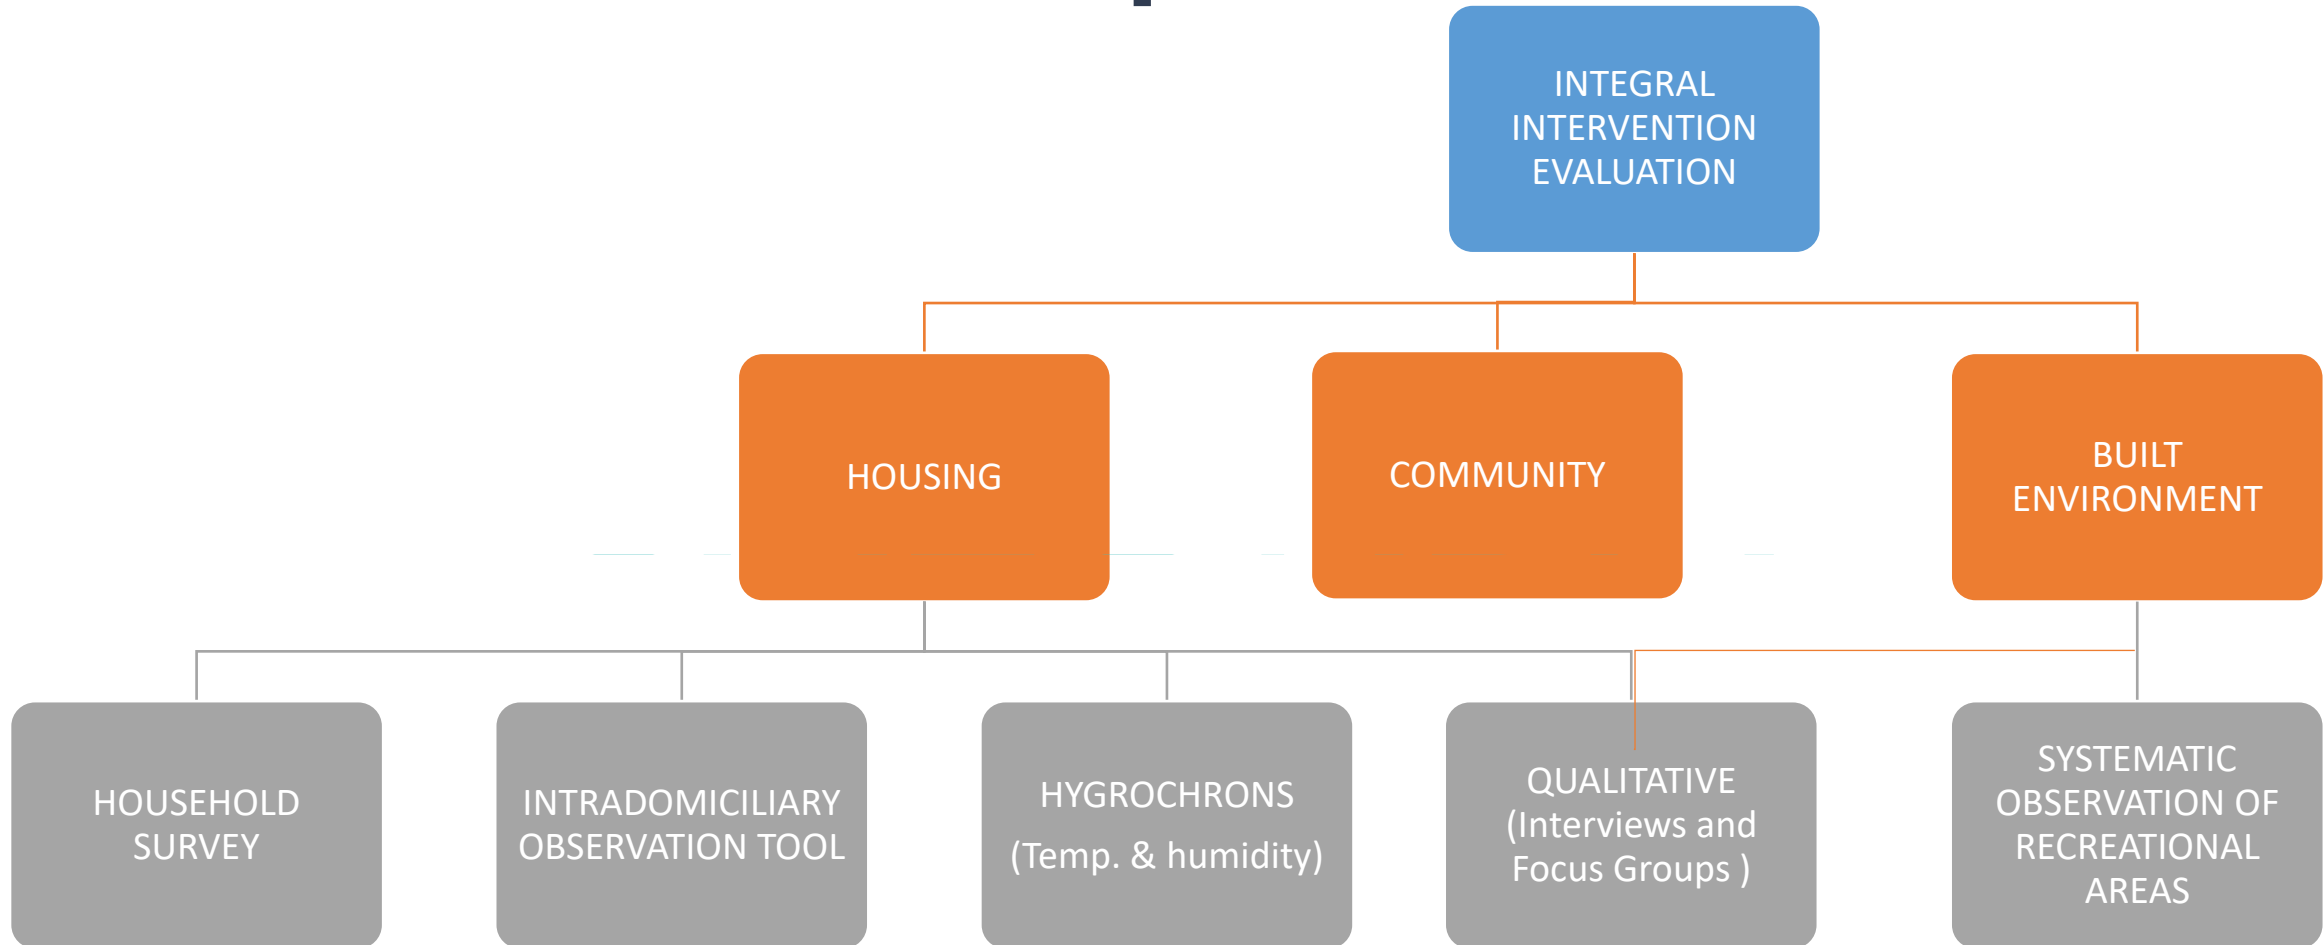 INTEGRAL
INTERVENTION
EVALUATION
HOUSING
COMMUNITY
BUILT
ENVIRONMENT
HOUSEHOLD
SURVEY
INTRADOMICILIARY
OBSERVATION TOOL
HYGROCHRONS
(Temp. & humidity)
QUALITATIVE
(Interviews and
Focus Groups )
SYSTEMATIC
OBSERVATION OF
RECREATIONAL
AREAS